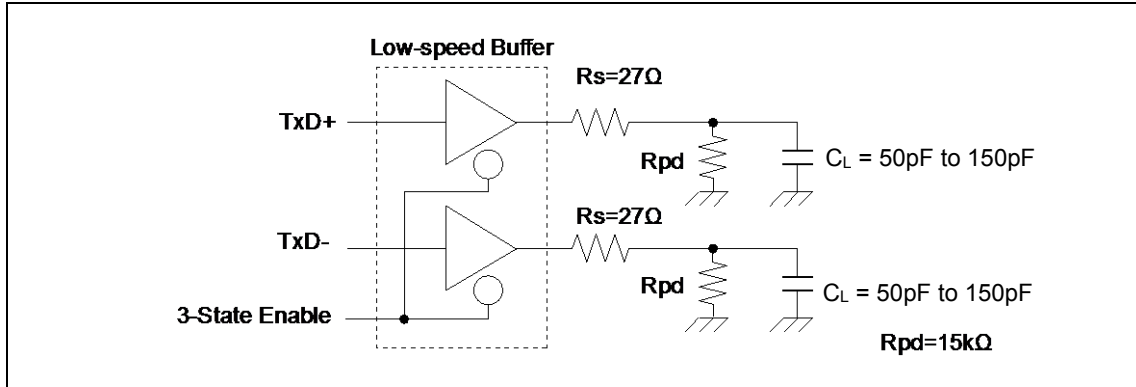 Low-speed Buffer
Rs=27Ω
TxD+
Rpd
CL = 50pF to 150pF
Rs=27Ω
TxD-
Rpd
CL = 50pF to 150pF
3-State Enable
Rpd=15kΩ